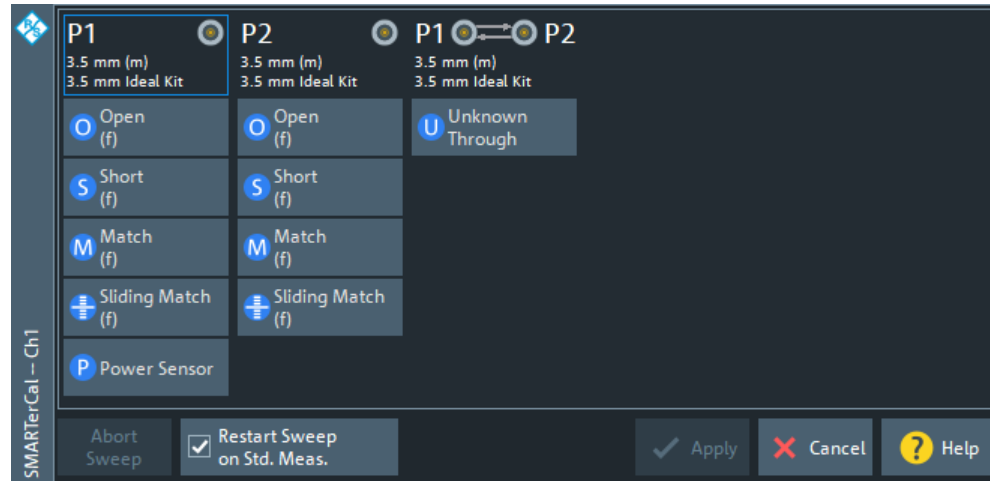 R&S
P1
3.5 mm (m)
3.5 mm Ideal Kit
O Open
(f)
S Short
(f)
M Match
(f)
Sliding Match
(f)
P Power Sensor
P2
3.5 mm (m)
3.5 mm Ideal Kit
O Open
(f)
S Short
(f)
M Match
(f)
Sliding Match
(f)
P1 P2
3.5 mm (m)
3.5 mm Ideal Kit
U Unknown
Through
SMARTerCal -- Ch1
Abort
Sweep
Restart Sweep
on Std. Meas.
Apply
Cancel
? Help